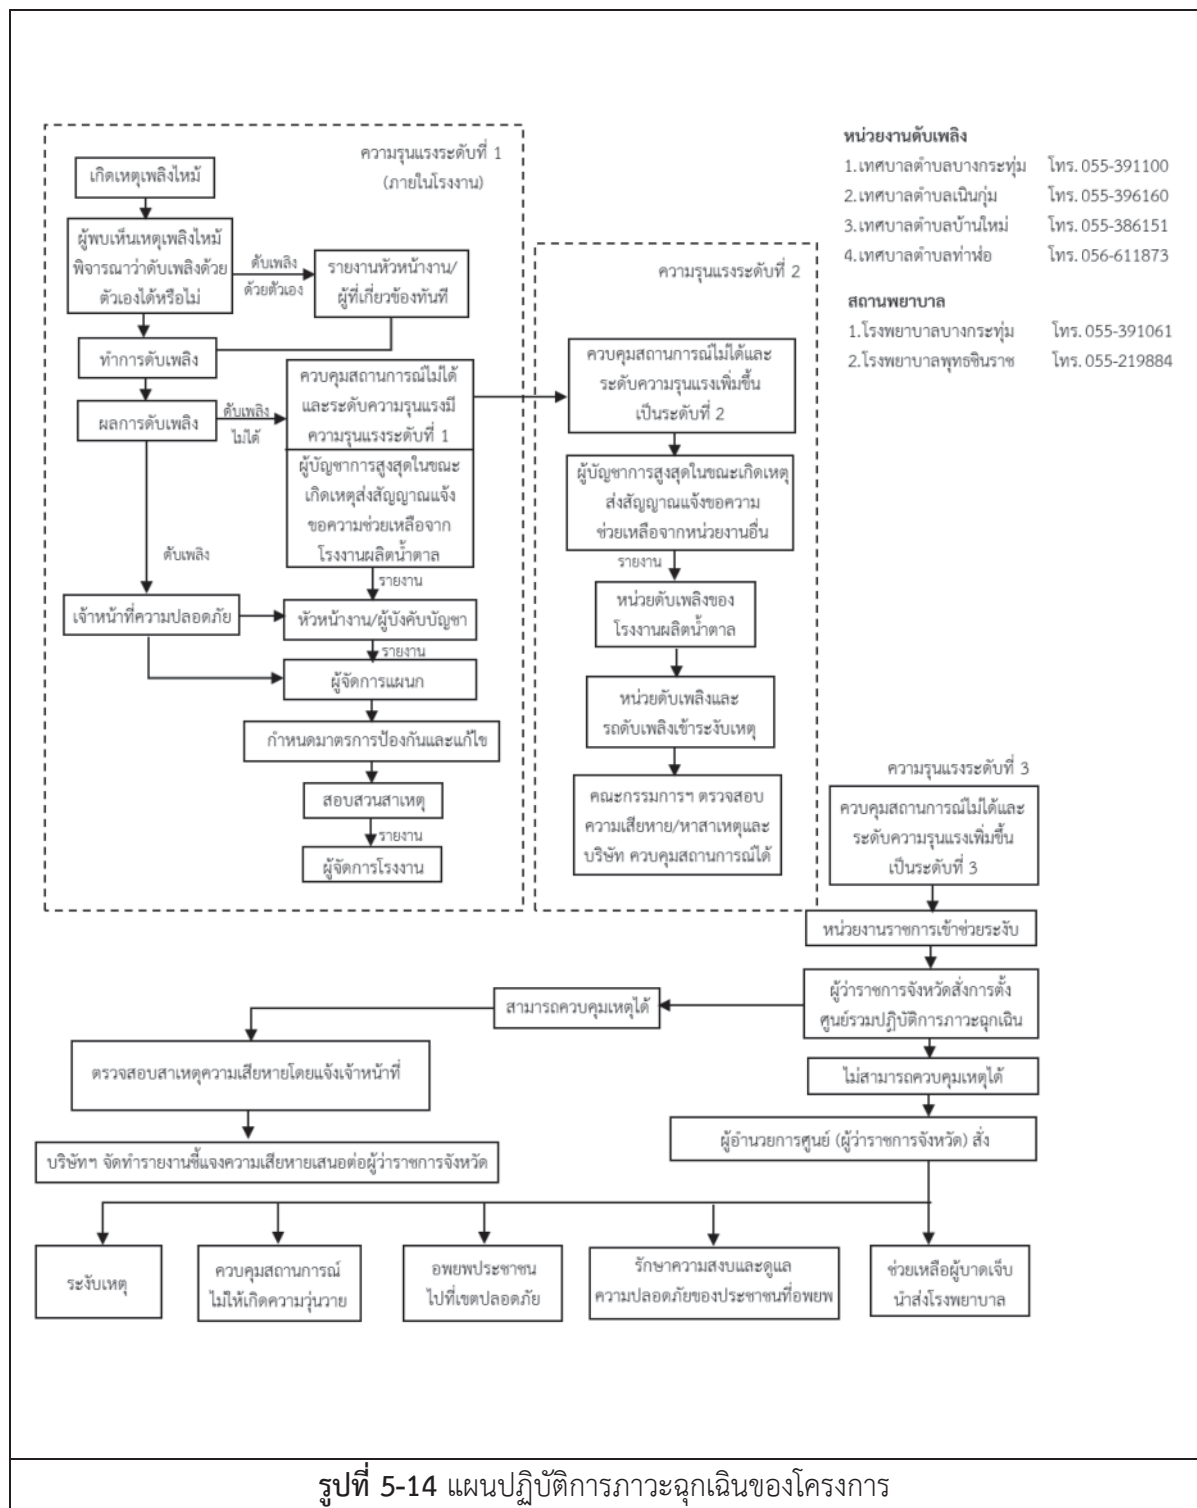 ความรุนแรงระดับที่ 1
(ภายในโรงงาน)
เกิดเหตุเพลิงไหม้
ผู้พบเห็นเหตุเพลิงไหม้
พิจารณาว่าดับเพลิงด้วย
ตัวเองได้หรือไม่
ดับเพลิง
ด้วยตัวเอง
รายงานหัวหน้างาน/
ผู้ที่เกี่ยวข้องทันที
ทำการดับเพลิง
ผลการดับเพลิง
ดับเพลิง
ไม่ได้
ควบคุมสถานการณ์ไม่ได้
และระดับความรุนแรงมี
ความรุนแรงระดับที่ 1
ผู้บัญชาการสูงสุดในขณะ
เกิดเหตุส่งสัญญาณแจ้ง
ขอความช่วยเหลือจาก
โรงงานผลิตน้ำตาล
ดับเพลิง
รายงาน
เจ้าหน้าที่ความปลอดภัย
หัวหน้างาน/ผู้บังคับบัญชา
รายงาน
ผู้จัดการแผนก
กำหนดมาตรการป้องกันและแก้ไข
สอบสวนสาเหตุ
รายงาน
ผู้จัดการโรงงาน
ความรุนแรงระดับที่ 2
ควบคุมสถานการณ์ไม่ได้และ
ระดับความรุนแรงเพิ่มขึ้น
เป็นระดับที่ 2
ผู้บัญชาการสูงสุดในขณะเกิดเหตุ
ส่งสัญญาณแจ้งขอความ
ช่วยเหลือจากหน่วยงานอื่น
รายงาน
หน่วยดับเพลิงของ
โรงงานผลิตน้ำตาล
หน่วยดับเพลิงและ
รถดับเพลิงเข้าระงับเหตุ
คณะกรรมการฯ ตรวจสอบ
ความเสียหาย/หาสาเหตุและ
บริษัท ควบคุมสถานการณ์ได้
หน่วยงานดับเพลิง
1.เทศบาลตำบลบางกระทุ่ม โทร. 055-391100
2.เทศบาลตำบลเนินกุ่ม โทร. 055-396160
3.เทศบาลตำบลบ้านใหม่ โทร. 055-386151
4.เทศบาลตำบลท่าฬ่อ โทร. 056-611873
สถานพยาบาล
1.โรงพยาบาลบางกระทุ่ม โทร. 055-391061
2.โรงพยาบาลพุทธชินราช โทร. 055-219884
ความรุนแรงระดับที่ 3
ควบคุมสถานการณ์ไม่ได้และ
ระดับความรุนแรงเพิ่มขึ้น
เป็นระดับที่ 3
หน่วยงานราชการเข้าช่วยระงับ
ผู้ว่าราชการจังหวัดสั่งการตั้ง
ศูนย์รวมปฏิบัติการภาวะฉุกเฉิน
สามารถควบคุมเหตุได้
ตรวจสอบสาเหตุความเสียหายโดยแจ้งเจ้าหน้าที่
บริษัทฯ จัดทำรายงานชี้แจงความเสียหายเสนอต่อผู้ว่าราชการจังหวัด
ไม่สามารถควบคุมเหตุได้
ผู้อำนวยการศูนย์ (ผู้ว่าราชการจังหวัด) สั่ง
ระงับเหตุ
ควบคุมสถานการณ์
ไม่ให้เกิดความวุ่นวาย
อพยพประชาชน
ไปที่เขตปลอดภัย
รักษาความสงบและดูแล
ความปลอดภัยของประชาชนที่อพยพ
ช่วยเหลือผู้บาดเจ็บ
นำส่งโรงพยาบาล
รูปที่ 5-14 แผนปฏิบัติการภาวะฉุกเฉินของโครงการ